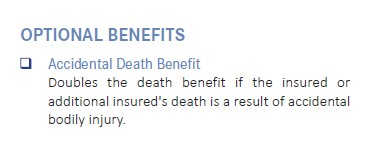 OPTIONAL BENEFITS
❑ Accidental Death Benefit
Doubles the death benefit if the insured or
additional insured's death is a result of accidental
bodily injury.